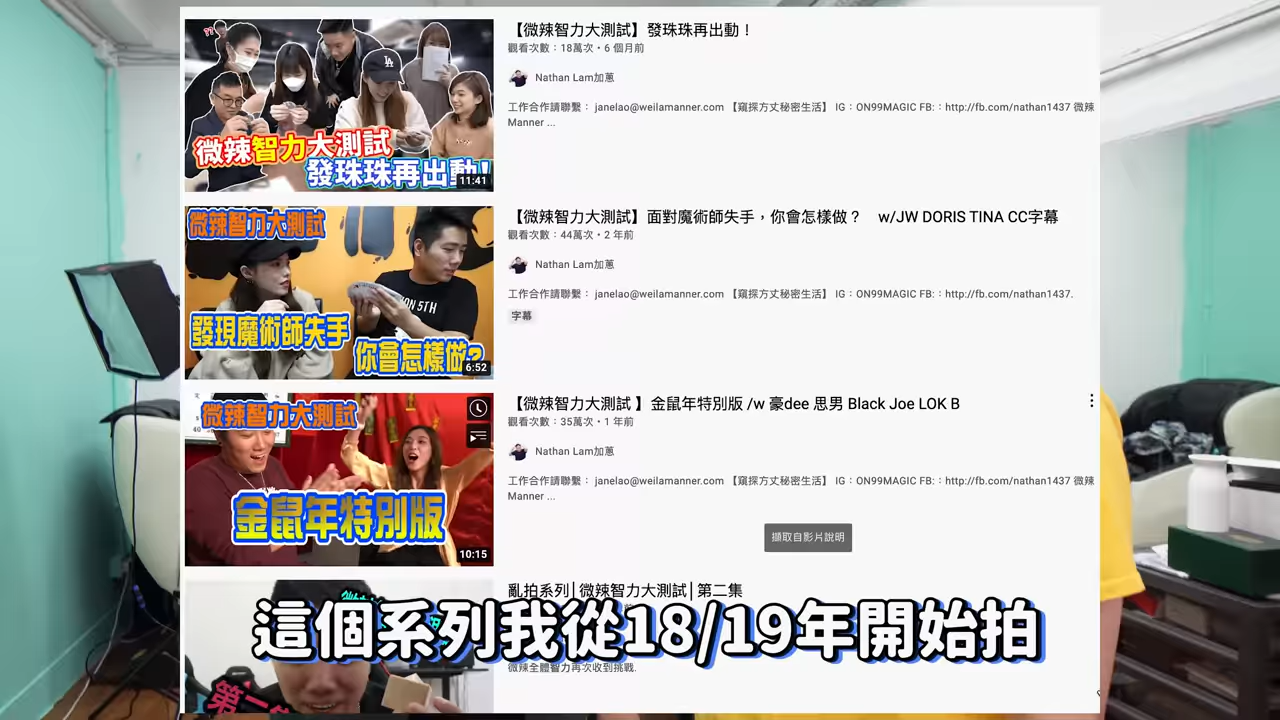 【微辣智力大測試】發珠珠再出動！
觀看次數：18萬次・6 個月前
Nathan Lam加蔥
工作合作請聯繫： janelao@weilamanner.com 【窺探方丈秘密生活】 IG：ON99MAGIC FB:：http://fb.com/nathan1437 微辣
Manner ...
??
LA
微辣智力大測試
發珠珠再出動!
11:41
【微辣智力大測試】面對魔術師失手，你會怎樣做？ w/JW DORIS TINA CC字幕
觀看次數：44萬次・2 年前
Nathan Lam加蔥
工作合作請聯繫： janelao@weilamanner.com 【窺探方丈秘密生活】 IG：ON99MAGIC FB:：http://fb.com/nathan1437.
字幕
微辣智力大測試
ON 5TH
發現魔術師失手
你會怎樣做?
6:52
【微辣智力大測試 】金鼠年特別版 /w 豪dee 思男 Black Joe LOK B
觀看次數：35萬次・1 年前
Nathan Lam加蔥
工作合作請聯繫： janelao@weilamanner.com 【窺探方丈秘密生活】 IG：ON99MAGIC FB:：http://fb.com/nathan1437 微辣
Manner ...
擷取自影片說明
微辣智力大測試
金鼠年特別版
10:15
亂拍系列│微辣智力大測試│第二集
這個系列我從18/19年開始拍
微辣全體智力再次收到挑戰.
第二集